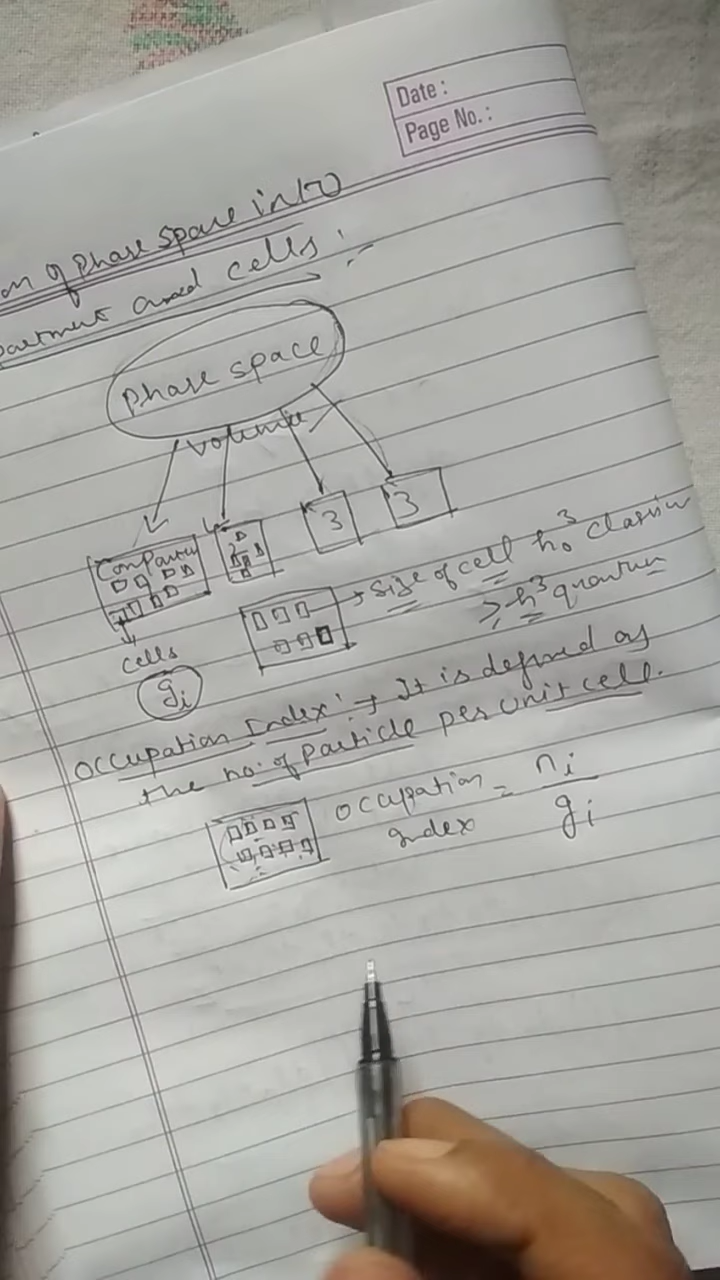 Date :
Page No. :
on of Phase Space into
partment and cells :-
Phase space
Volume
Compartment
3
3
cells
gi
→ Size of cell h₀³ classical
≥ h³ quantum
Occupation Index :→ It is defined as
the no. of particle per unit cell.
Occupation Index = ni / gi